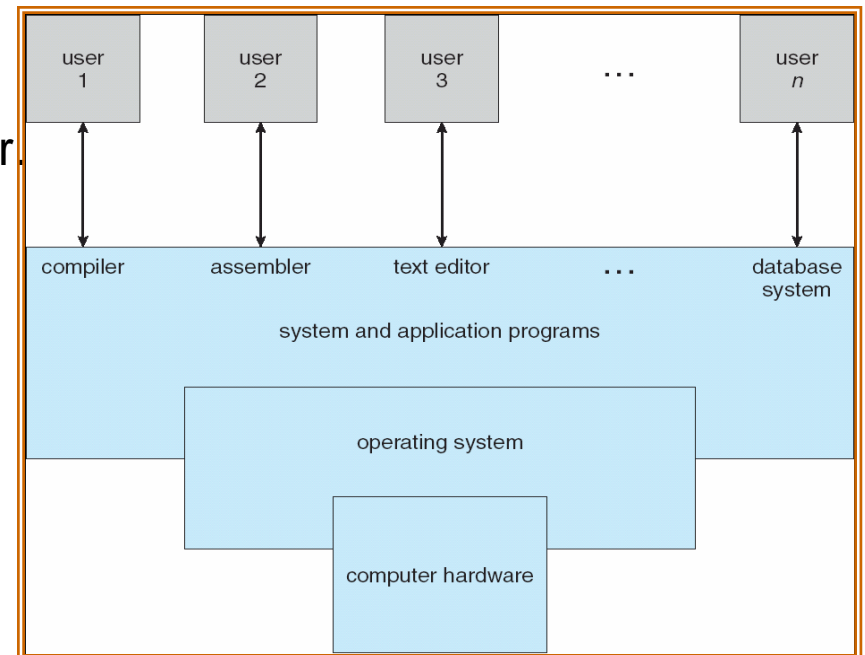 user
1
user
2
user
3
...
user
n
r.
compiler
assembler
text editor
...
database
system
system and application programs
operating system
computer hardware